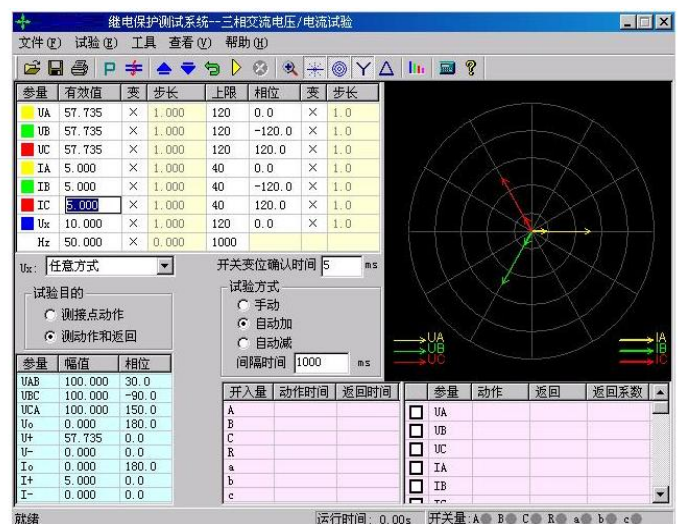 继电保护测试系统--三相交流电压/电流试验
文件(F) 试验(E) 工具 查看(V) 帮助(H)
参量 有效值 变 步长 上限 相位 变 步长
UA 57.735 × 1.000 120 0.0 × 1.0
UB 57.735 × 1.000 120 -120.0 × 1.0
UC 57.735 × 1.000 120 120.0 × 1.0
IA 5.000 × 1.000 40 0.0 × 1.0
IB 5.000 × 1.000 40 -120.0 × 1.0
IC 5.000 × 1.000 40 120.0 × 1.0
Ux 10.000 × 1.000 120 0.0 × 1.0
Hz 50.000 × 0.000 1000
Ux: 任意方式 开关变位确认时间 5 ms
试验目的
测接点动作
测动作和返回
试验方式
手动
自动加
自动减
间隔时间 1000 ms
UA
UB
UC
IA
IB
IC
参量 幅值 相位
UAB 100.000 30.0
UBC 100.000 -90.0
UCA 100.000 150.0
Uo 0.000 180.0
U+ 57.735 0.0
U- 0.000 0.0
Io 0.000 180.0
I+ 5.000 0.0
I- 0.000 0.0
开入量 动作时间 返回时间
A
B
C
R
a
b
c
参量 动作 返回 返回系数
UA
UB
UC
IA
IB
就绪 运行时间: 0.00s 开关量:A B C R a b c